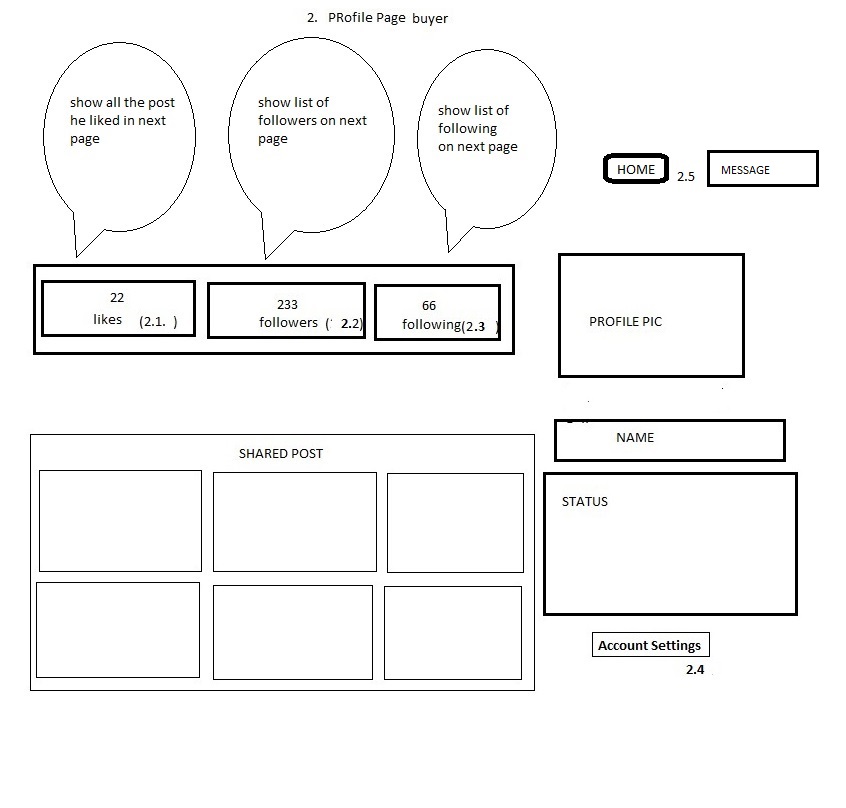 2. PRofile Page buyer
show all the post
he liked in next
page
show list of
followers on next
page
show list of
following
on next page
HOME
2.5
MESSAGE
22
likes (2.1. )
233
followers ( 2.2)
66
following(2.3 )
PROFILE PIC
NAME
SHARED POST
STATUS
Account Settings
2.4